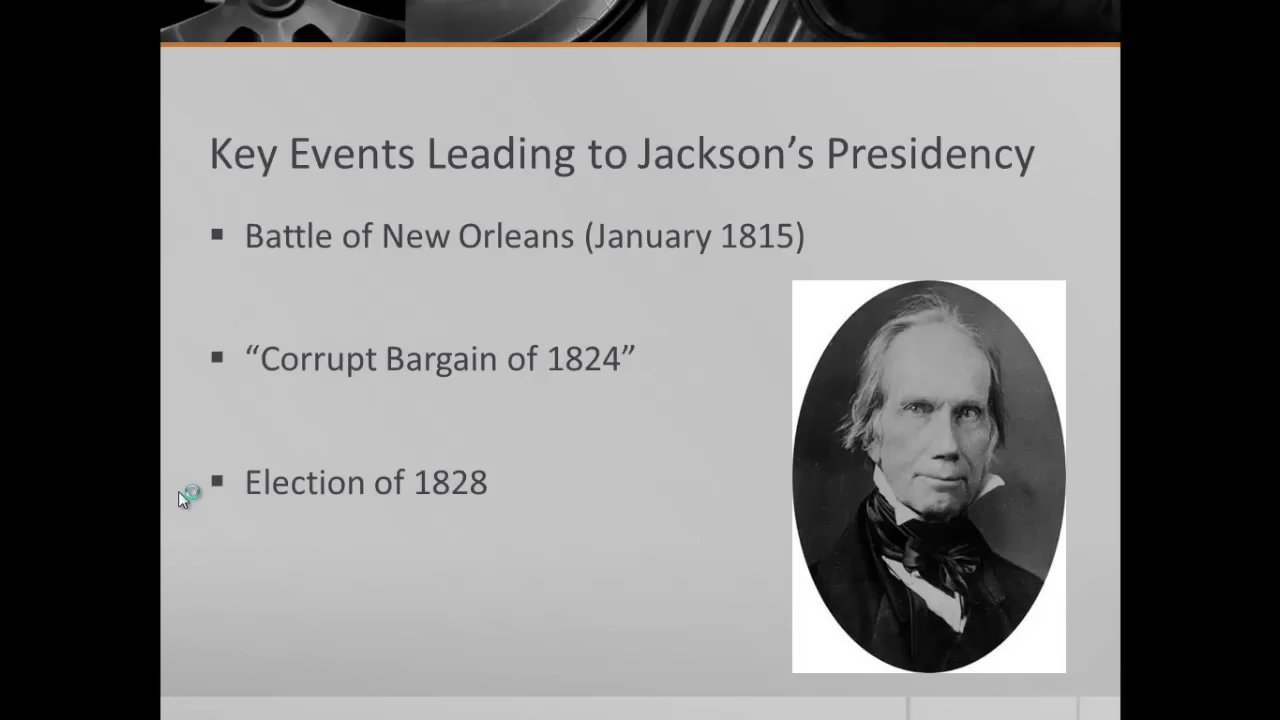 Key Events Leading to Jackson’s Presidency
▪ Battle of New Orleans (January 1815)
▪ “Corrupt Bargain of 1824”
▪ Election of 1828